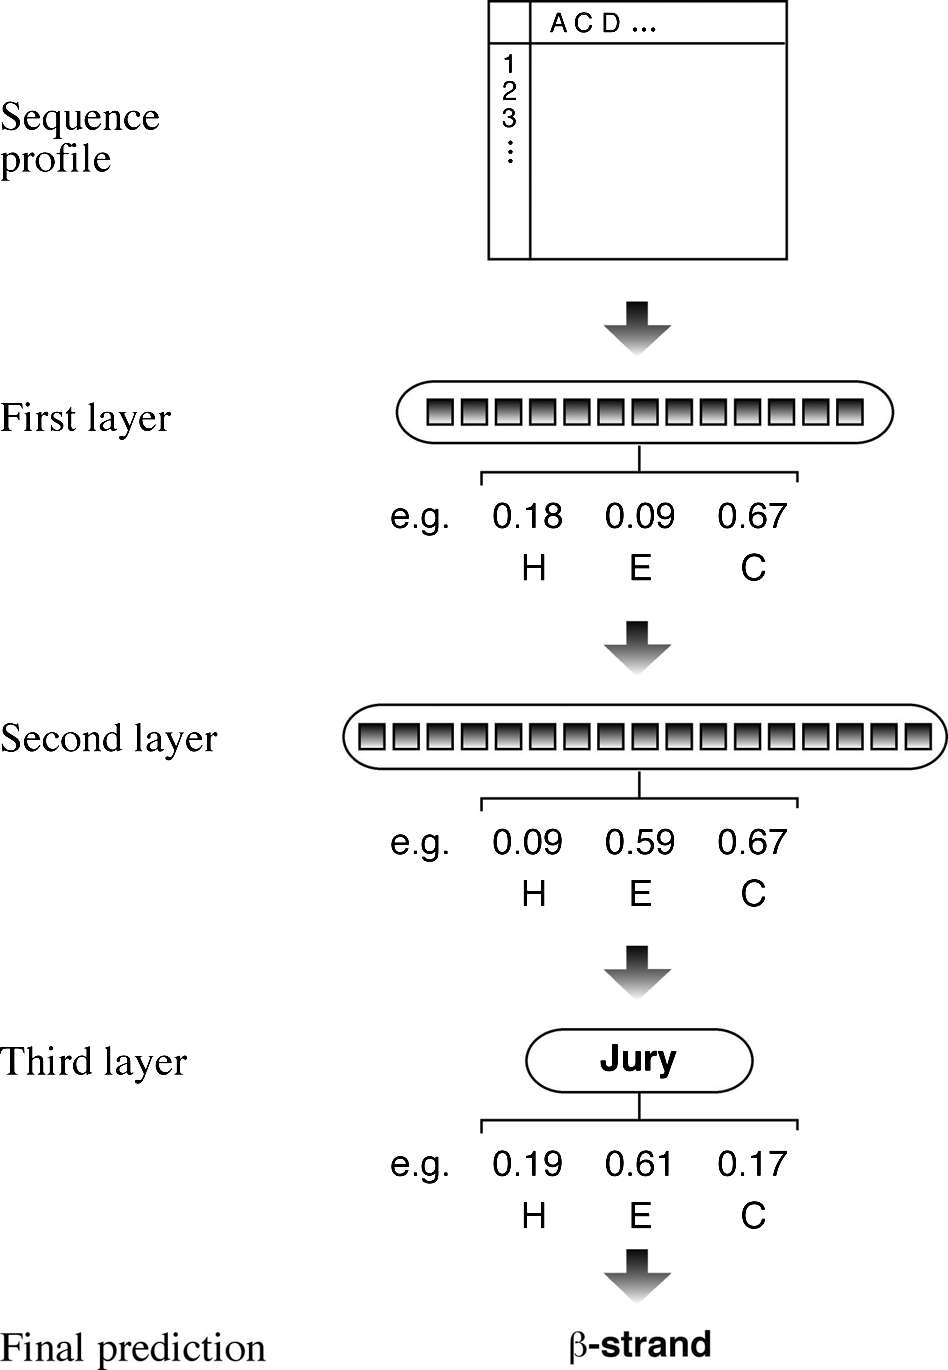 A C D ...
1
2
3
⋮
Sequence
profile
First layer
e.g. 0.18 0.09 0.67
H E C
Second layer
e.g. 0.09 0.59 0.67
H E C
Third layer
Jury
e.g. 0.19 0.61 0.17
H E C
Final prediction
β-strand